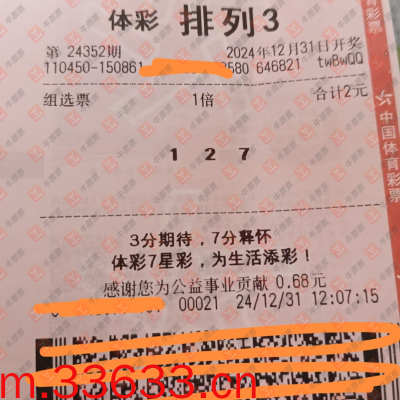 体彩 排列3
第 24352期 2024年12月31日开奖
110450-150861 580 646821 twBwQQ
组选票 1倍 合计2元
1 2 7
3分期待，7分释怀
体彩7星彩，为生活添彩！
感谢您为公益事业贡献 0.68元
00021 24/12/31 12:07:15
m.33633.cn
中国体育彩票